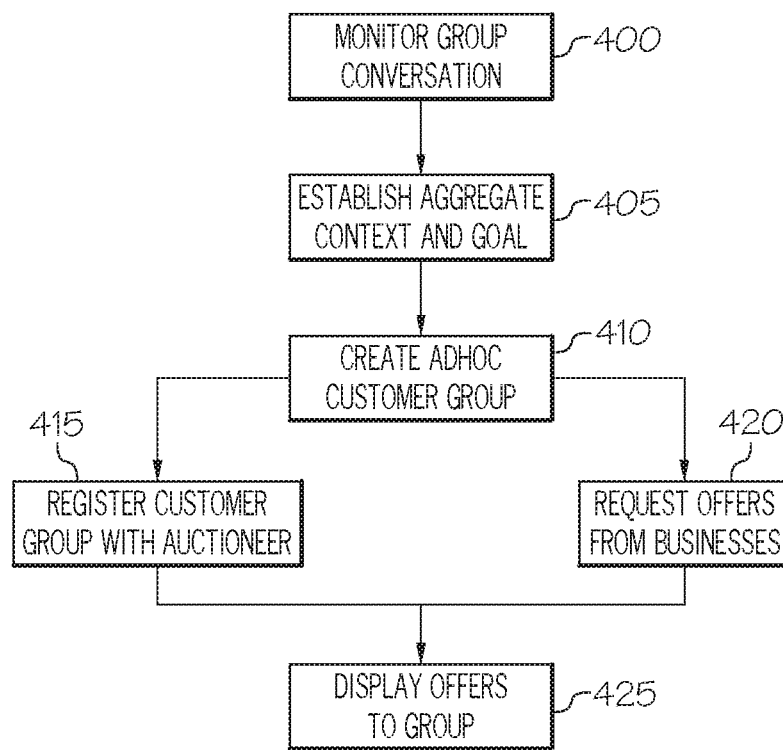 MONITOR GROUP
CONVERSATION
400
ESTABLISH AGGREGATE
CONTEXT AND GOAL
405
CREATE ADHOC
CUSTOMER GROUP
410
415
REGISTER CUSTOMER
GROUP WITH AUCTIONEER
420
REQUEST OFFERS
FROM BUSINESSES
DISPLAY OFFERS
TO GROUP
425